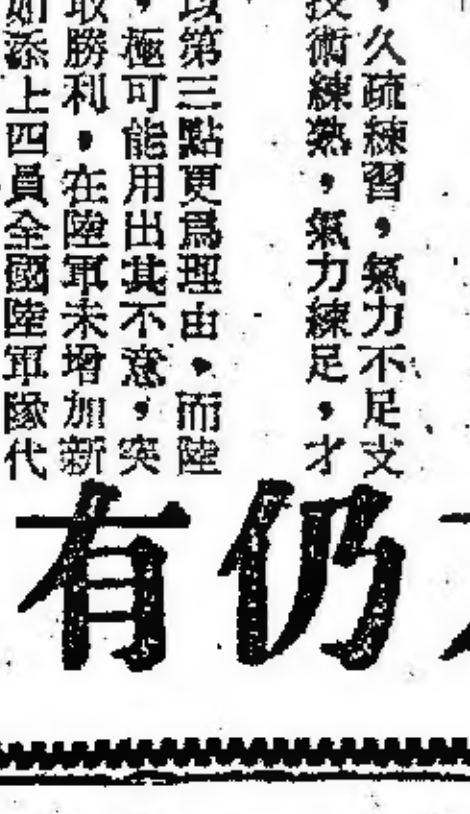 ，久疏練習，氣力不足支
技術練熟，氣力練足，才
第三點更爲理由，而陸
，極可能用出其不意，突
取勝利，在陸軍未增加新
如添上四員全國陸軍隊代
仍有